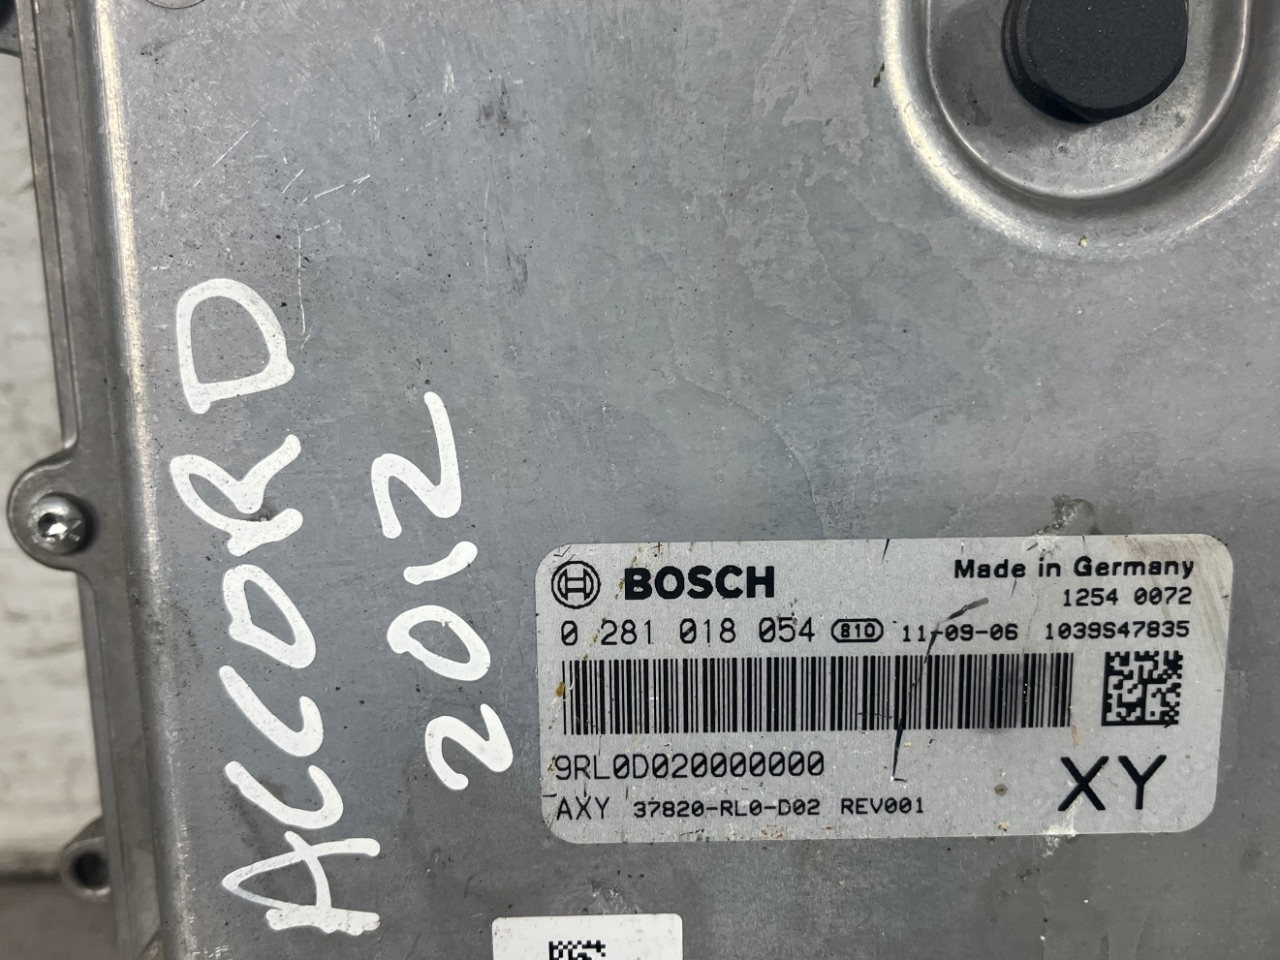 ACCORD
2012
BOSCH
Made in Germany
1254 0072
0 281 018 054 810 11-09-06 1039S47835
9RL0D020000000
XY
AXY 37820-RL0-D02 REV001